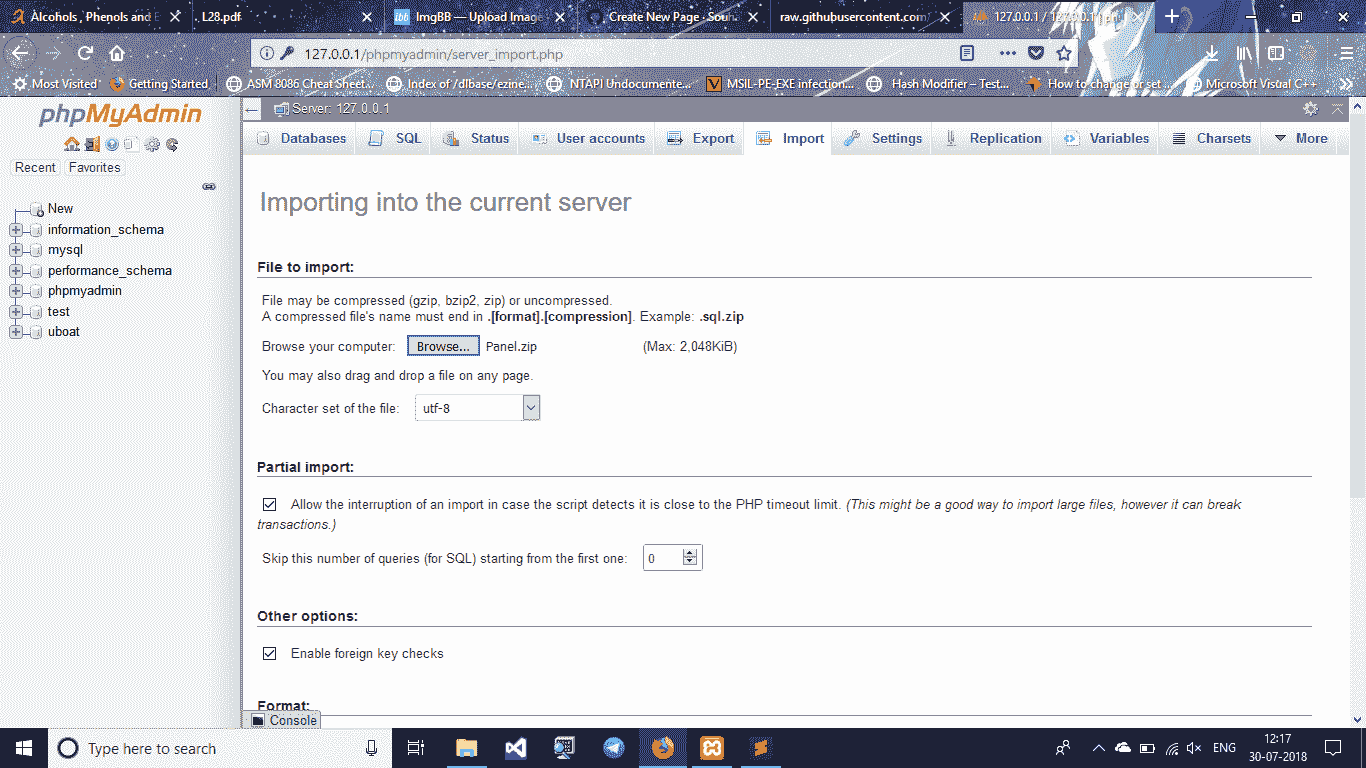 Alcohols , Phenols and E
, L28.pdf
ImgBB — Upload Image
Create New Page · Sou
raw.githubusercontent.com/
127.0.0.1 / 127.0.0.1
127.0.0.1/phpmyadmin/server_import.php
Most Visited
Getting Started
ASM 8086 Cheat Sheet...
Index of /dlbase/ezine...
NTAPI Undocumente...
MSIL-PE-EXE infection...
Hash Modifier – Test...
How to change or set ...
Microsoft Visual C++ ...
phpMyAdmin
Recent
Favorites
New
information_schema
mysql
performance_schema
phpmyadmin
test
uboat
Server: 127.0.0.1
Databases
SQL
Status
User accounts
Export
Import
Settings
Replication
Variables
Charsets
More
Importing into the current server
File to import:
File may be compressed (gzip, bzip2, zip) or uncompressed.
A compressed file's name must end in .[format].[compression]. Example: .sql.zip
Browse your computer: Browse... Panel.zip (Max: 2,048KiB)
You may also drag and drop a file on any page.
Character set of the file: utf-8
Partial import:
Allow the interruption of an import in case the script detects it is close to the PHP timeout limit. (This might be a good way to import large files, however it can break
transactions.)
Skip this number of queries (for SQL) starting from the first one: 0
Other options:
Enable foreign key checks
Format:
Console
Type here to search
ENG
12:17
30-07-2018